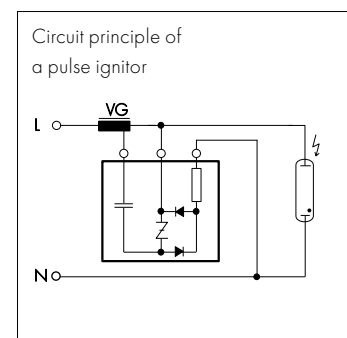 Circuit principle of
a pulse ignitor
VG
L
N